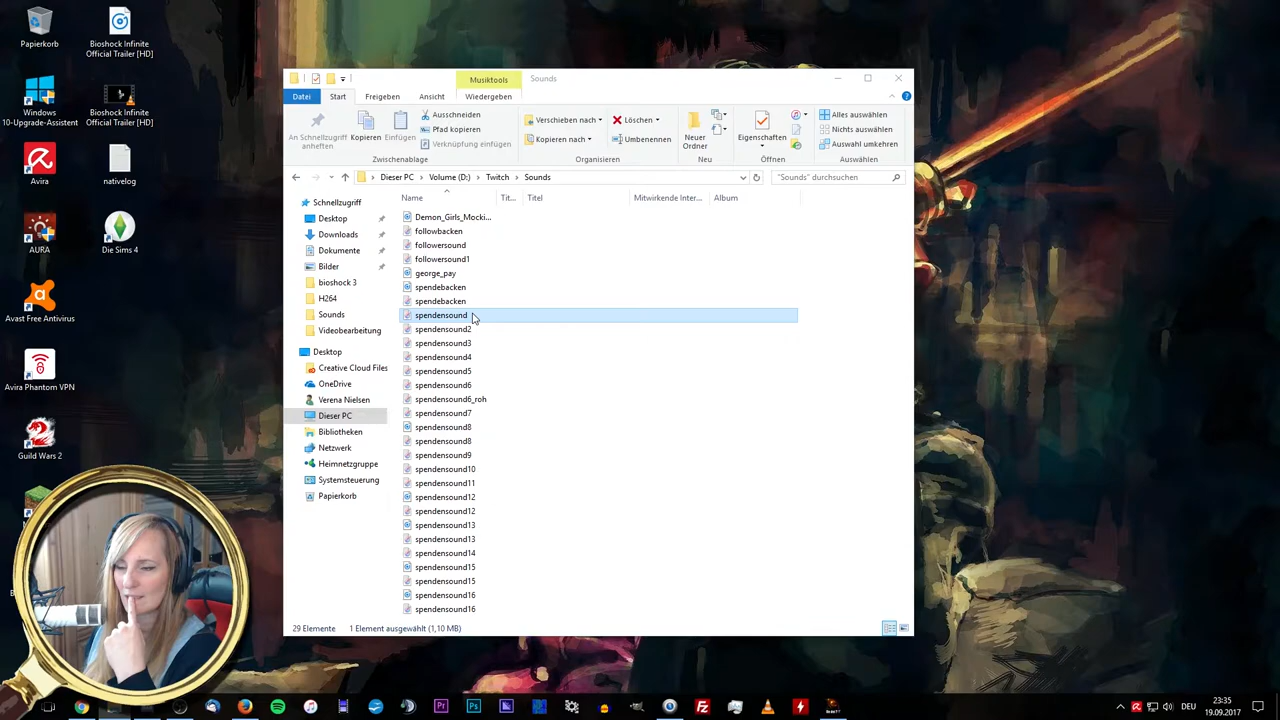 Papierkorb
Bioshock Infinite
Official Trailer [HD]
Windows
10-Upgrade-Assistent
Bioshock Infinite
Official Trailer [HD]
Avira
nativelog
AURA
Die Sims 4
Avast Free Antivirus
Avira Phantom VPN
Guild Wars 2
Musiktools
Sounds
Datei
Start
Freigeben
Ansicht
Wiedergeben
An Schnellzugriff
anheften
Kopieren
Einfügen
Ausschneiden
Pfad kopieren
Verknüpfung einfügen
Zwischenablage
Verschieben nach
Kopieren nach
Löschen
Umbenennen
Organisieren
Neuer
Ordner
Neu
Eigenschaften
Öffnen
Alles auswählen
Nichts auswählen
Auswahl umkehren
Auswählen
Dieser PC
Volume (D:)
Twitch
Sounds
"Sounds" durchsuchen
Schnellzugriff
Desktop
Downloads
Dokumente
Bilder
bioshock 3
H264
Sounds
Videobearbeitung
Desktop
Creative Cloud Files
OneDrive
Verena Nielsen
Dieser PC
Bibliotheken
Netzwerk
Heimnetzgruppe
Systemsteuerung
Papierkorb
Name
Tit...
Titel
Mitwirkende Inter...
Album
Demon_Girls_Mocki...
followbacken
followersound
followersound1
george_pay
spendebacken
spendebacken
spendensound
spendensound2
spendensound3
spendensound4
spendensound5
spendensound6
spendensound6_roh
spendensound7
spendensound8
spendensound8
spendensound9
spendensound10
spendensound11
spendensound12
spendensound12
spendensound13
spendensound13
spendensound14
spendensound15
spendensound15
spendensound16
spendensound16
29 Elemente
1 Element ausgewählt (1,10 MB)
Pr
Ps
Fz
DEU
23:35
19.09.2017